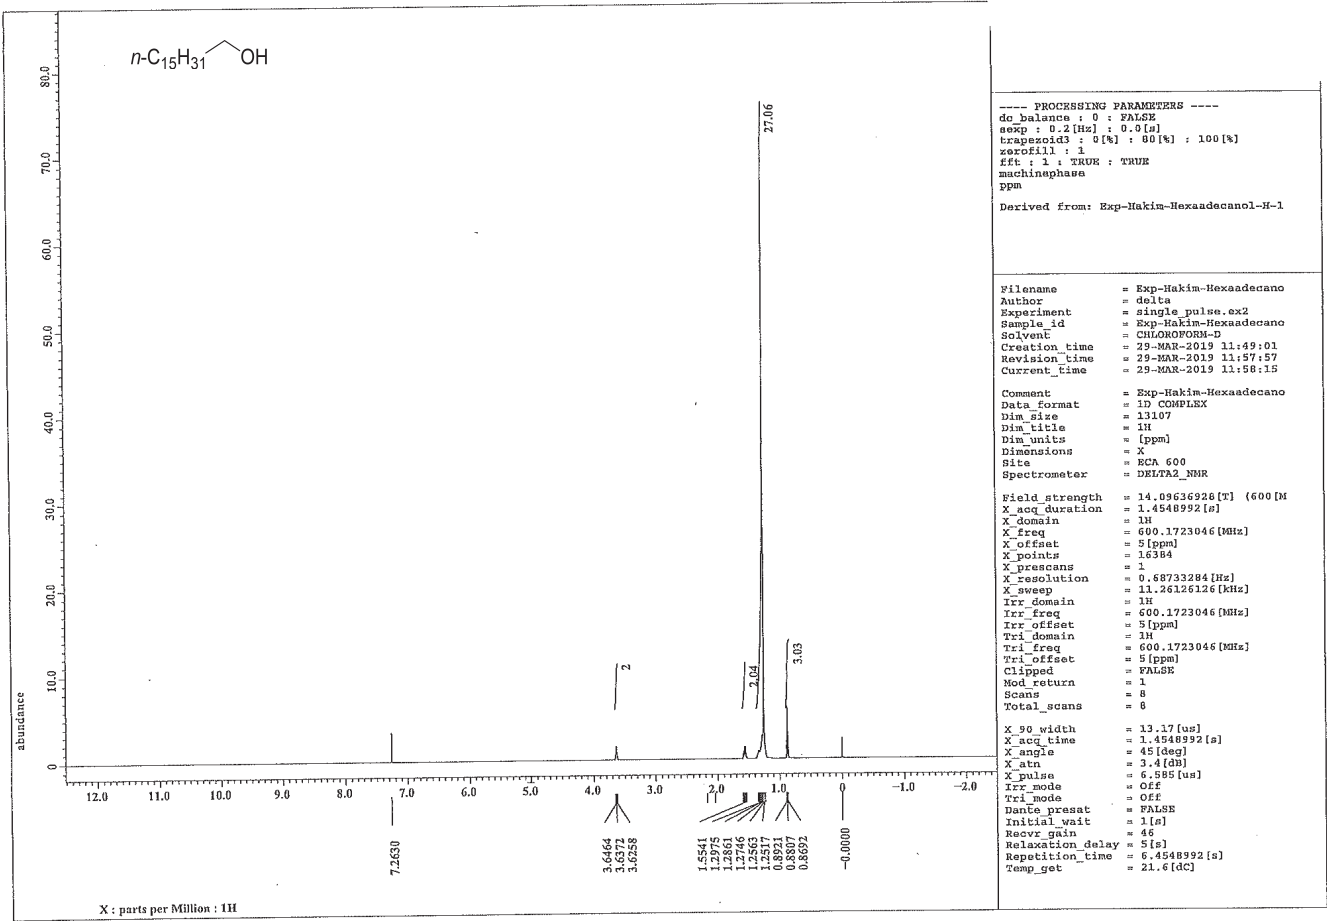 n-C15H31 OH
abundance
80.0
70.0
60.0
50.0
40.0
30.0
20.0
10.0
0
27.06
2
2.04
3.03
12.0 11.0 10.0 9.0 8.0 7.0 6.0 5.0 4.0 3.0 2.0 1.0 0 −1.0 −2.0
7.2630
3.6464
3.6372
3.6258
1.5541
1.2975
1.2861
1.2746
1.2563
1.2517
0.8921
0.8807
0.8692
−0.0000
X : parts per Million : 1H
---- PROCESSING PARAMETERS ----
dc_balance : 0 : FALSE
sexp : 0.2[Hz] : 0.0[s]
trapezoid3 : 0[%] : 80[%] : 100[%]
zerofill : 1
fft : 1 : TRUE : TRUE
machinephase
ppm
Derived from: Exp-Hakim-Hexaadecanol-H-1
Filename = Exp-Hakim-Hexaadecano
Author = delta
Experiment = single_pulse.ex2
Sample_id = Exp-Hakim-Hexaadecano
Solvent = CHLOROFORM-D
Creation_time = 29-MAR-2019 11:49:01
Revision_time = 29-MAR-2019 11:57:57
Current_time = 29-MAR-2019 11:58:15
Comment = Exp-Hakim-Hexaadecano
Data_format = 1D COMPLEX
Dim_size = 13107
Dim_title = 1H
Dim_units = [ppm]
Dimensions = X
Site = ECA 600
Spectrometer = DELTA2_NMR
Field_strength = 14.09636928[T] (600[M
X_acq_duration = 1.4548992[s]
X_domain = 1H
X_freq = 600.1723046[MHz]
X_offset = 5[ppm]
X_points = 16384
X_prescans = 1
X_resolution = 0.68733284[Hz]
X_sweep = 11.26126126[kHz]
Irr_domain = 1H
Irr_freq = 600.1723046[MHz]
Irr_offset = 5[ppm]
Tri_domain = 1H
Tri_freq = 600.1723046[MHz]
Tri_offset = 5[ppm]
Clipped = FALSE
Mod_return = 1
Scans = 8
Total_scans = 8
X_90_width = 13.17[us]
X_acq_time = 1.4548992[s]
X_angle = 45[deg]
X_atn = 3.4[dB]
X_pulse = 6.585[us]
Irr_mode = Off
Tri_mode = Off
Dante_presat = FALSE
Initial_wait = 1[s]
Recvr_gain = 46
Relaxation_delay = 5[s]
Repetition_time = 6.4548992[s]
Temp_get = 21.6[dC]